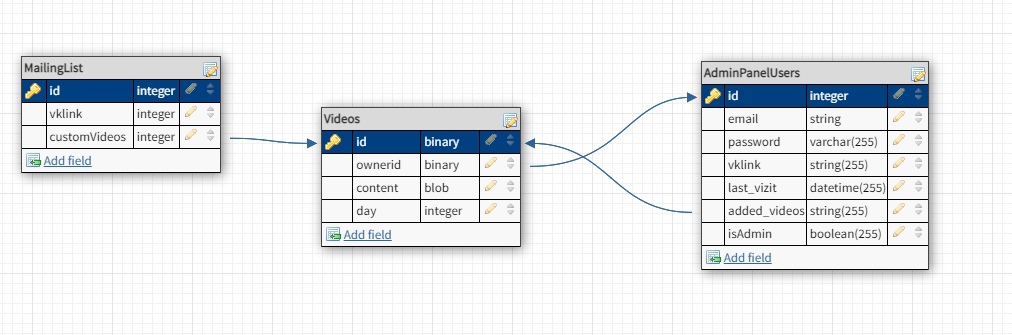 MailingList
id integer
vklink integer
customVideos integer
Add field
Videos
id binary
ownerid binary
content blob
day integer
Add field
AdminPanelUsers
id integer
email string
password varchar(255)
vklink string(255)
last_vizit datetime(255)
added_videos string(255)
isAdmin boolean(255)
Add field